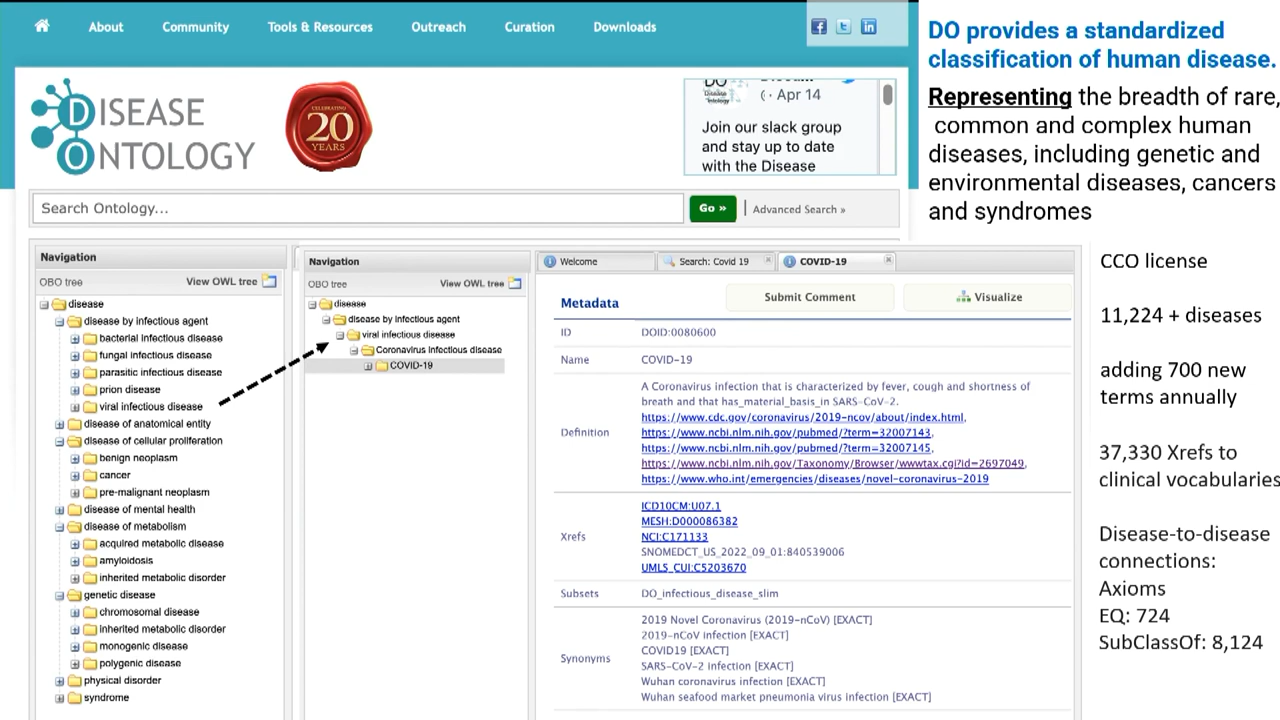 About
Community
Tools & Resources
Outreach
Curation
Downloads
DISEASE
ONTOLOGY
CELEBRATING
20
YEARS
DO
Disease
Ontology
· Apr 14
Join our slack group
and stay up to date
with the Disease
Search Ontology...
Go »
Advanced Search »
Navigation
OBO tree
View OWL tree
disease
disease by infectious agent
bacterial infectious disease
fungal infectious disease
parasitic infectious disease
prion disease
viral infectious disease
disease of anatomical entity
disease of cellular proliferation
benign neoplasm
cancer
pre-malignant neoplasm
disease of mental health
disease of metabolism
acquired metabolic disease
amyloidosis
inherited metabolic disorder
genetic disease
chromosomal disease
inherited metabolic disorder
monogenic disease
polygenic disease
physical disorder
syndrome
Navigation
OBO tree
View OWL tree
disease
disease by infectious agent
viral infectious disease
Coronavirus infectious disease
COVID-19
Welcome
Search: Covid 19
COVID-19
Metadata
Submit Comment
Visualize
ID
DOID:0080600
Name
COVID-19
Definition
A Coronavirus infection that is characterized by fever, cough and shortness of
breath and that has_material_basis_in SARS-CoV-2.
https://www.cdc.gov/coronavirus/2019-ncov/about/index.html,
https://www.ncbi.nlm.nih.gov/pubmed/?term=32007143,
https://www.ncbi.nlm.nih.gov/pubmed/?term=32007145,
https://www.ncbi.nlm.nih.gov/Taxonomy/Browser/wwwtax.cgi?id=2697049,
https://www.who.int/emergencies/diseases/novel-coronavirus-2019
Xrefs
ICD10CM:U07.1
MESH:D000086382
NCI:C171133
SNOMEDCT_US_2022_09_01:840539006
UMLS_CUI:C5203670
Subsets
DO_infectious_disease_slim
Synonyms
2019 Novel Coronavirus (2019-nCoV) [EXACT]
2019-nCoV infection [EXACT]
COVID19 [EXACT]
SARS-CoV-2 infection [EXACT]
Wuhan coronavirus infection [EXACT]
Wuhan seafood market pneumonia virus infection [EXACT]
DO provides a standardized
classification of human disease.
Representing the breadth of rare,
common and complex human
diseases, including genetic and
environmental diseases, cancers
and syndromes
CCO license
11,224 + diseases
adding 700 new
terms annually
37,330 Xrefs to
clinical vocabularies
Disease-to-disease
connections:
Axioms
EQ: 724
SubClassOf: 8,124